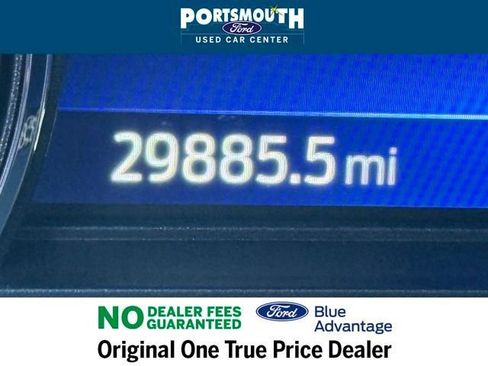 PORTSMOUTH
Ford
USED CAR CENTER
29885.5 mi
NO DEALER FEES
GUARANTEED
Ford
Blue
Advantage
Original One True Price Dealer